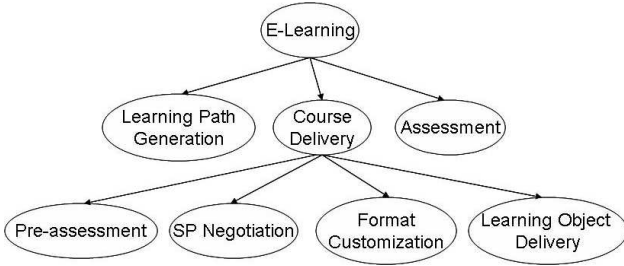 E-Learning
Learning Path
Generation
Course
Delivery
Assessment
Pre-assessment
SP Negotiation
Format
Customization
Learning Object
Delivery